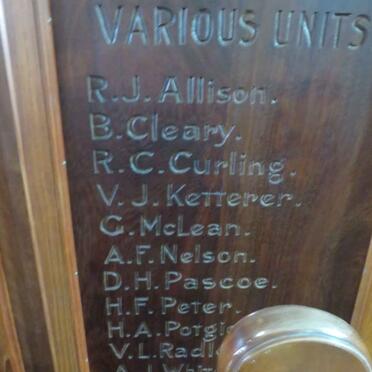 VARIOUS UNITS
R.J. Allison.
B. Cleary.
R.C. Curling.
V.J. Ketterer.
G. McLean.
A.F. Nelson.
D.H. Pascoe.
H.F. Peter.
H.A.
V.L.
A.J.